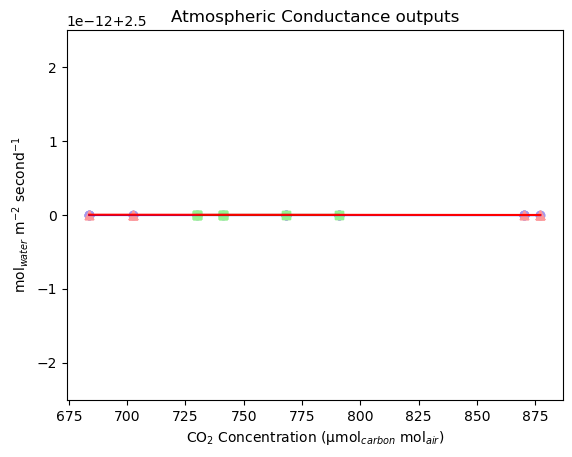 Atmospheric Conductance outputs
1e−12+2.5
2
1
0
−1
−2
mol_water m⁻² second⁻¹
675 700 725 750 775 800 825 850 875
CO₂ Concentration (μmol_carbon mol_air)